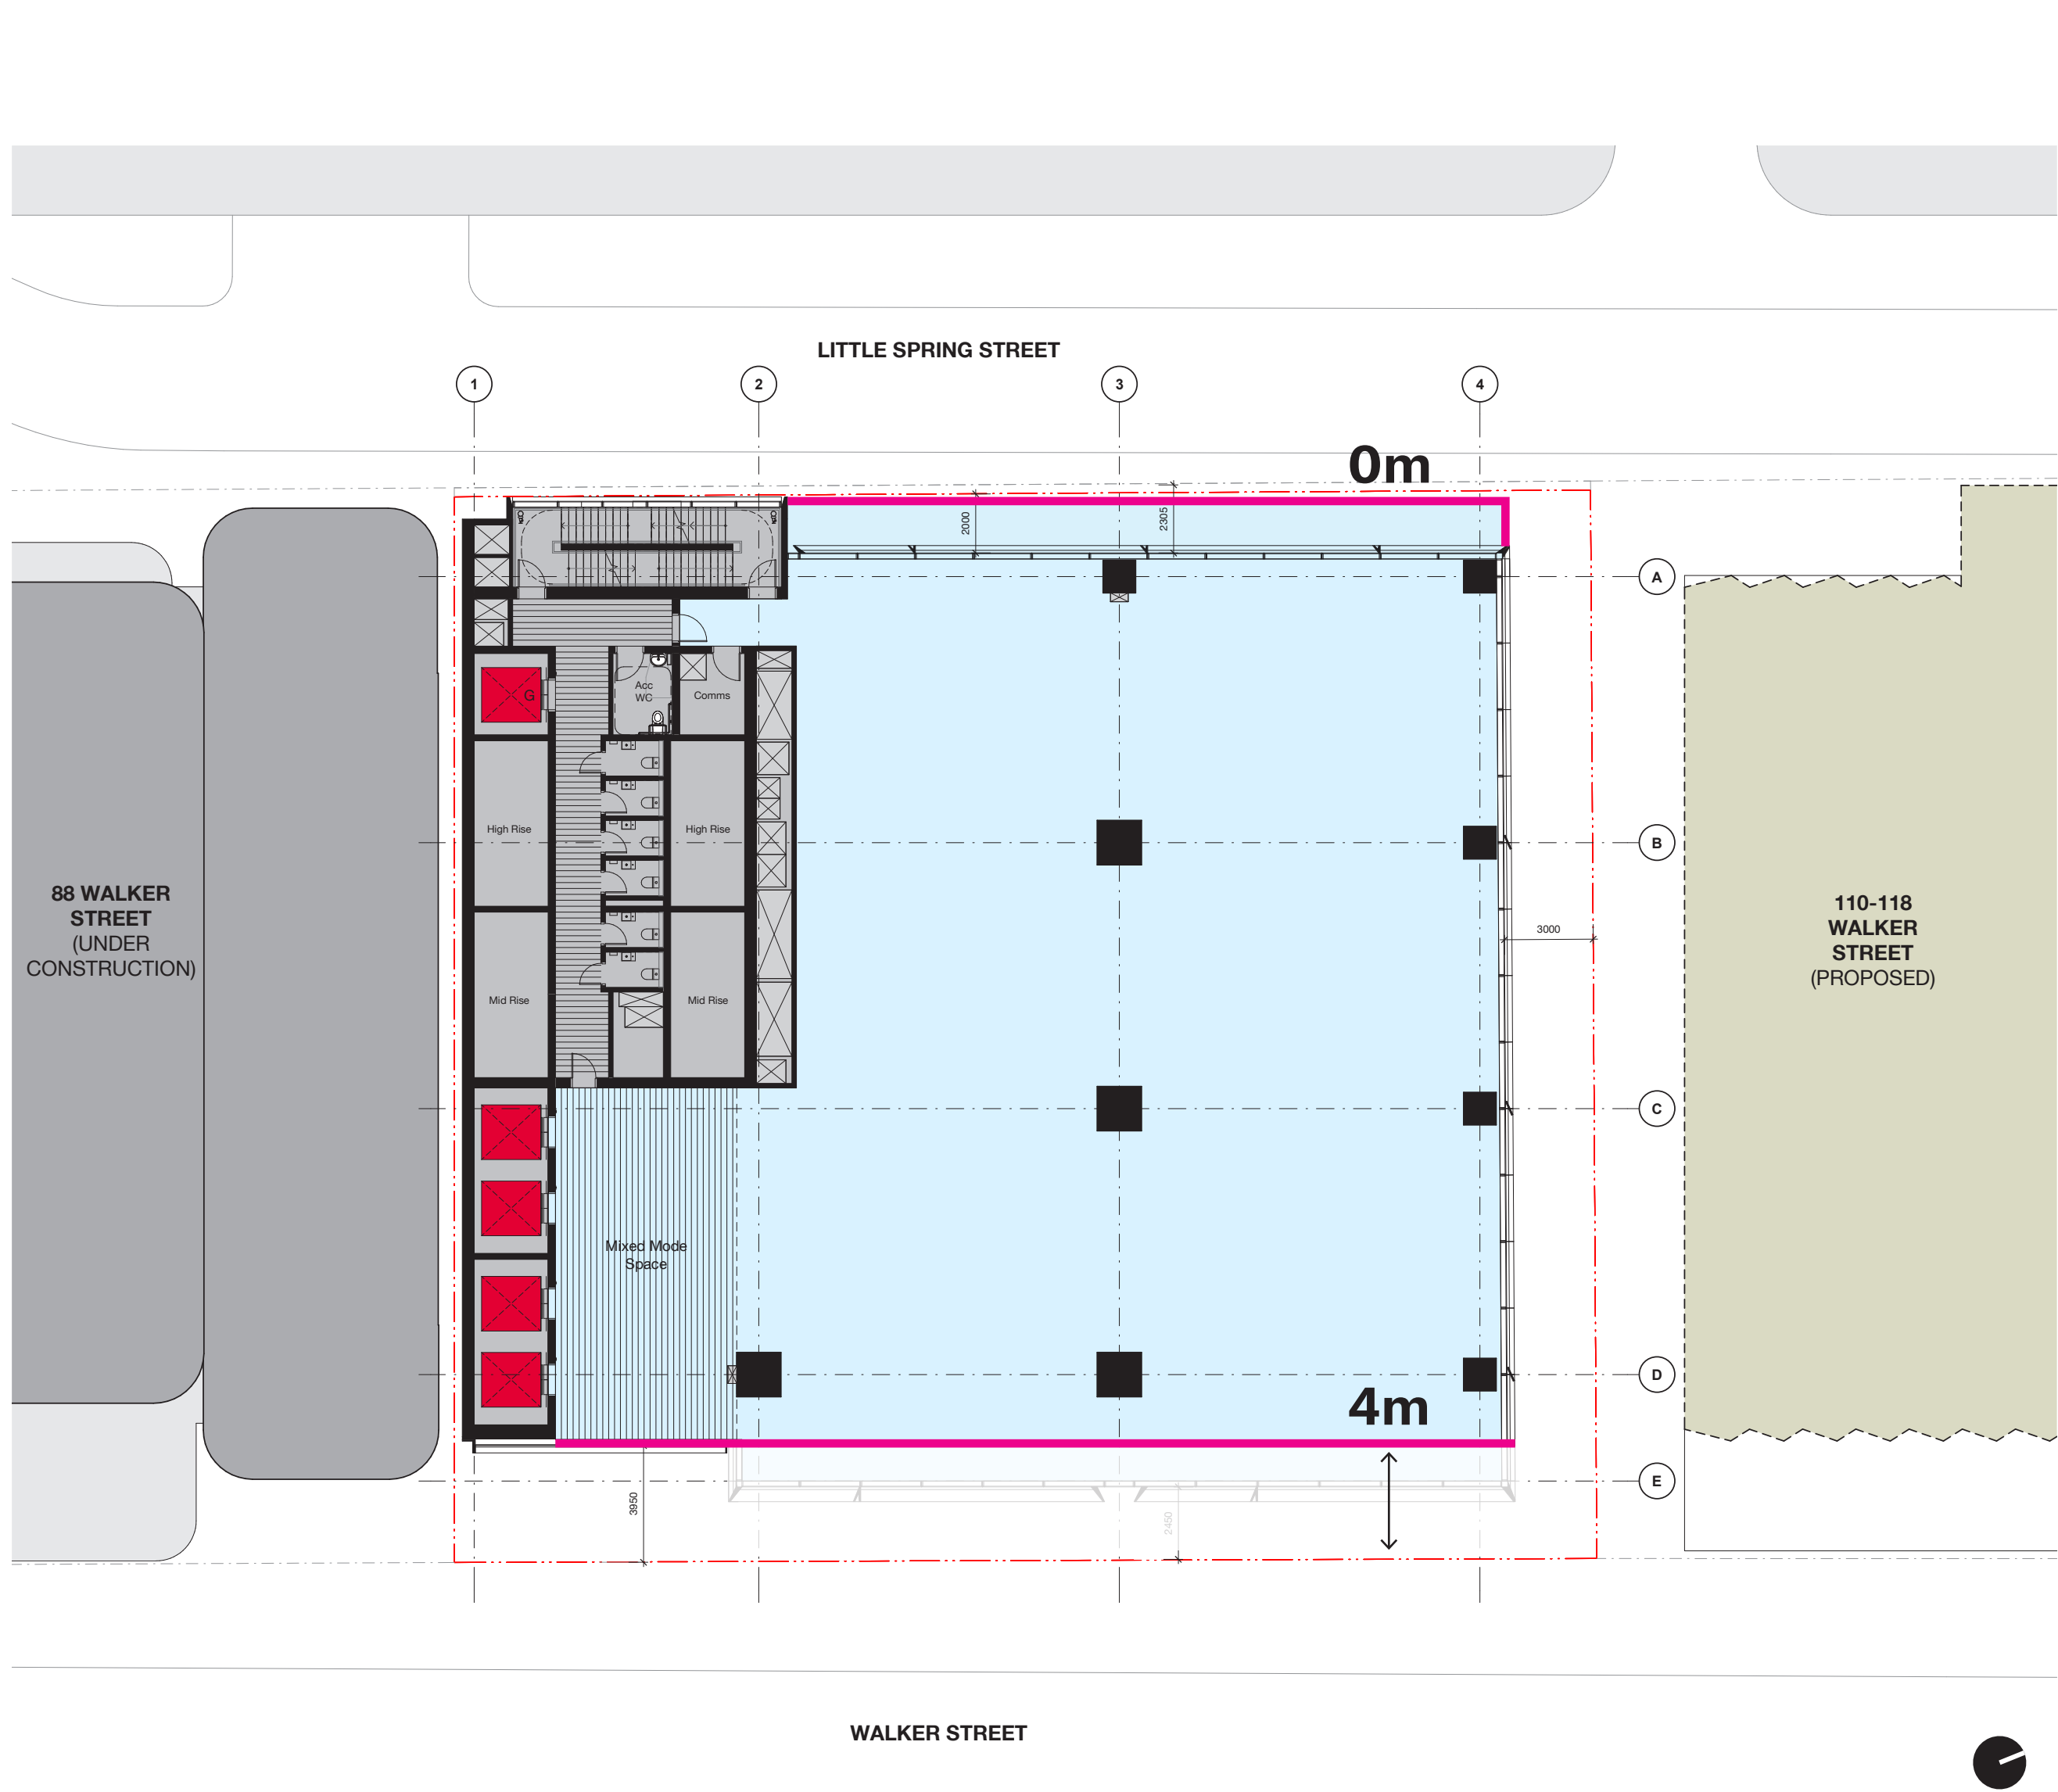 LITTLE SPRING STREET
1
2
3
4
0m
2000
2305
A
G
Acc
WC
Comms
High Rise
High Rise
B
88 WALKER
STREET
(UNDER
CONSTRUCTION)
110-118
WALKER
STREET
(PROPOSED)
3000
Mid Rise
Mid Rise
C
Mixed Mode
Space
D
4m
E
3950
2450
WALKER STREET